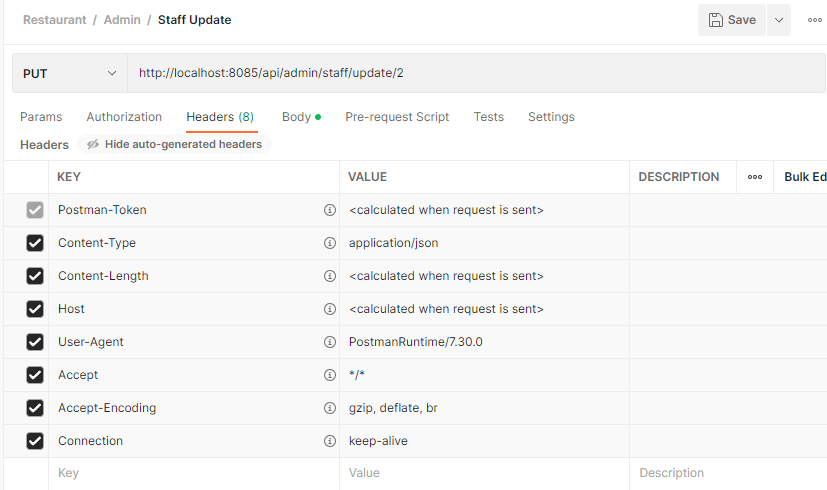 Restaurant / Admin / Staff Update Save
PUT http://localhost:8085/api/admin/staff/update/2
Params Authorization Headers (8) Body Pre-request Script Tests Settings
Headers Hide auto-generated headers
KEY VALUE DESCRIPTION Bulk Ed
Postman-Token <calculated when request is sent>
Content-Type application/json
Content-Length <calculated when request is sent>
Host <calculated when request is sent>
User-Agent PostmanRuntime/7.30.0
Accept */*
Accept-Encoding gzip, deflate, br
Connection keep-alive
Key Value Description